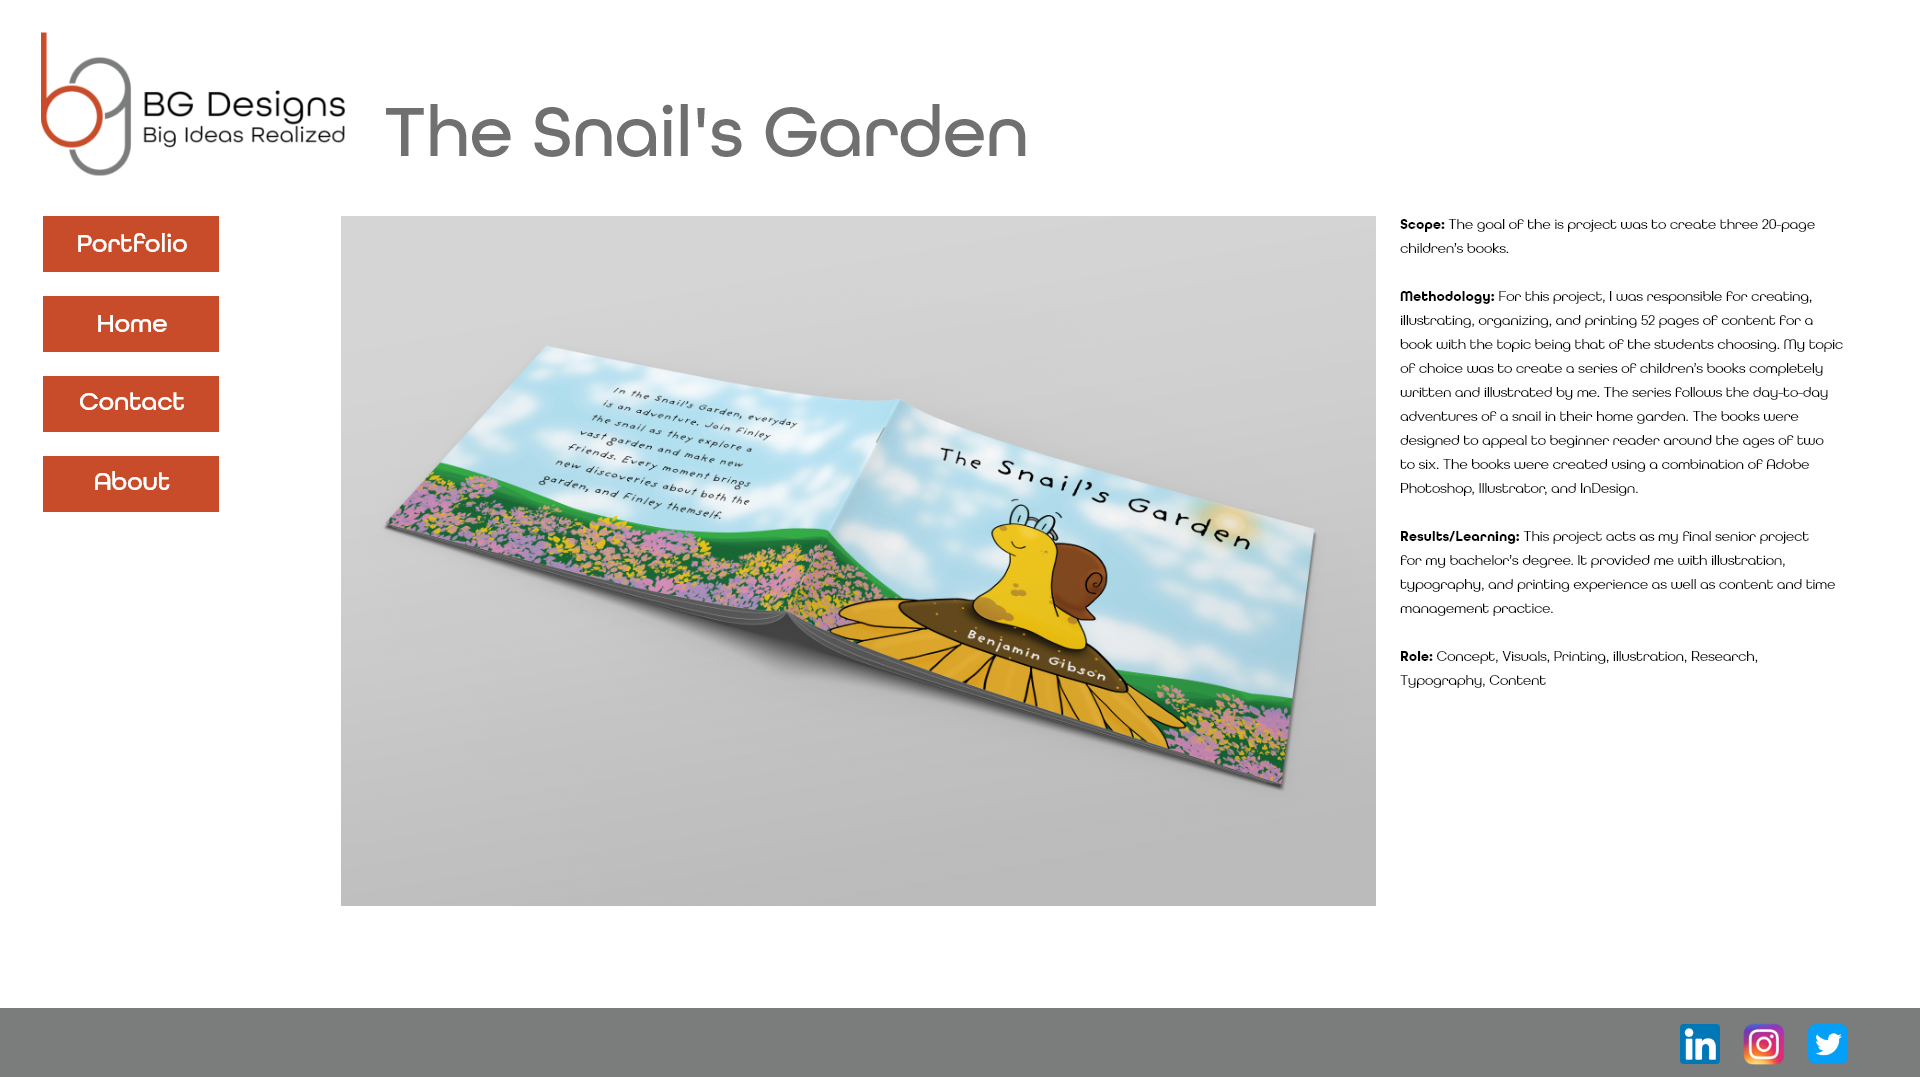 BG Designs
Big Ideas Realized
The Snail's Garden
Portfolio
Home
Contact
About
In the Snail's Garden, everyday
is an adventure. Join Finley
the snail as they explore a
vast garden and make new
friends. Every moment brings
new discoveries about both the
garden, and Finley themself.
The Snail's Garden
Benjamin Gibson
Scope: The goal of the is project was to create three 20-page
children's books.
Methodology: For this project, I was responsible for creating,
illustrating, organizing, and printing 52 pages of content for a
book with the topic being that of the students choosing. My topic
of choice was to create a series of children's books completely
written and illustrated by me. The series follows the day-to-day
adventures of a snail in their home garden. The books were
designed to appeal to beginner reader around the ages of two
to six. The books were created using a combination of Adobe
Photoshop, Illustrator, and InDesign.
Results/Learning: This project acts as my final senior project
for my bachelor's degree. It provided me with illustration,
typography, and printing experience as well as content and time
management practice.
Role: Concept, Visuals, Printing, illustration, Research,
Typography, Content